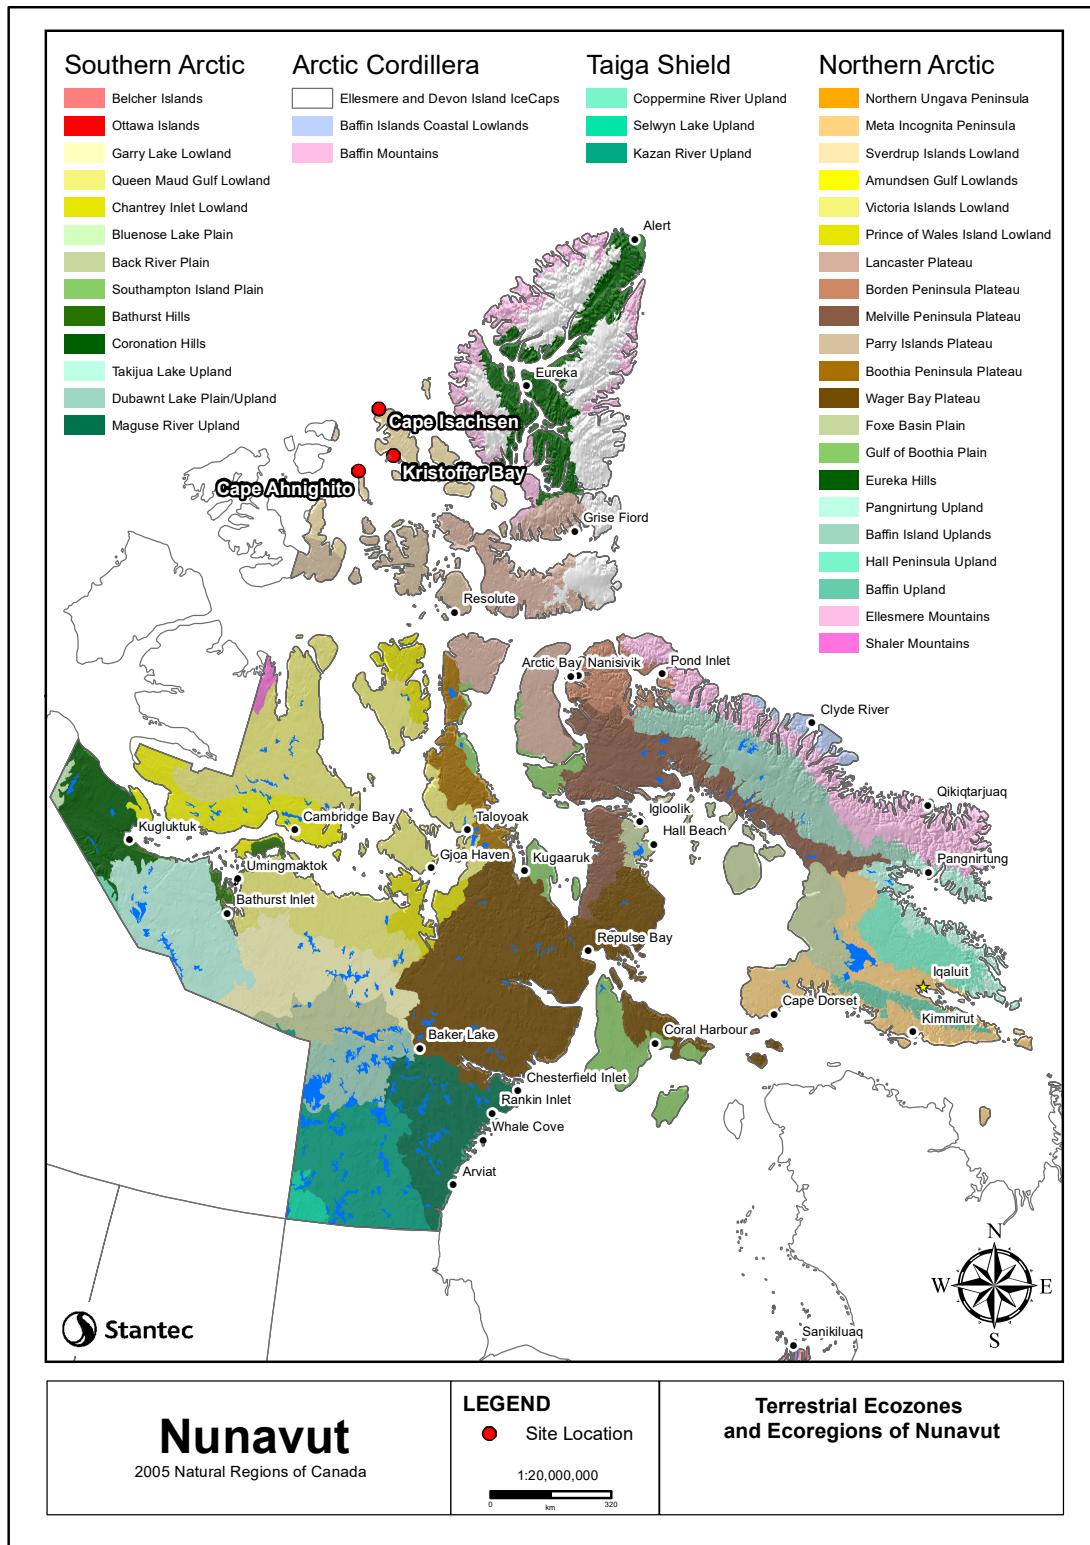 Southern Arctic
Belcher Islands
Ottawa Islands
Garry Lake Lowland
Queen Maud Gulf Lowland
Chantrey Inlet Lowland
Bluenose Lake Plain
Back River Plain
Southampton Island Plain
Bathurst Hills
Coronation Hills
Takijua Lake Upland
Dubawnt Lake Plain/Upland
Maguse River Upland
Arctic Cordillera
Ellesmere and Devon Island IceCaps
Baffin Islands Coastal Lowlands
Baffin Mountains
Taiga Shield
Coppermine River Upland
Selwyn Lake Upland
Kazan River Upland
Northern Arctic
Northern Ungava Peninsula
Meta Incognita Peninsula
Sverdrup Islands Lowland
Amundsen Gulf Lowlands
Victoria Islands Lowland
Prince of Wales Island Lowland
Lancaster Plateau
Borden Peninsula Plateau
Melville Peninsula Plateau
Parry Islands Plateau
Boothia Peninsula Plateau
Wager Bay Plateau
Foxe Basin Plain
Gulf of Boothia Plain
Eureka Hills
Pangnirtung Upland
Baffin Island Uplands
Hall Peninsula Upland
Baffin Upland
Ellesmere Mountains
Shaler Mountains
Alert
Eureka
Cape Isachsen
Kristoffer Bay
Cape Ahnighito
Grise Fiord
Resolute
Arctic Bay
Nanisivik
Pond Inlet
Clyde River
Qikiqtarjuaq
Igloolik
Hall Beach
Cambridge Bay
Taloyoak
Kugluktuk
Gjoa Haven
Kugaaruk
Pangnirtung
Umingmaktok
Bathurst Inlet
Repulse Bay
Iqaluit
Cape Dorset
Kimmirut
Coral Harbour
Baker Lake
Chesterfield Inlet
Rankin Inlet
Whale Cove
Arviat
Sanikiluaq
N
W
E
S
Stantec
Nunavut
2005 Natural Regions of Canada
LEGEND
Site Location
1:20,000,000
0
320
km
Terrestrial Ecozones
and Ecoregions of Nunavut